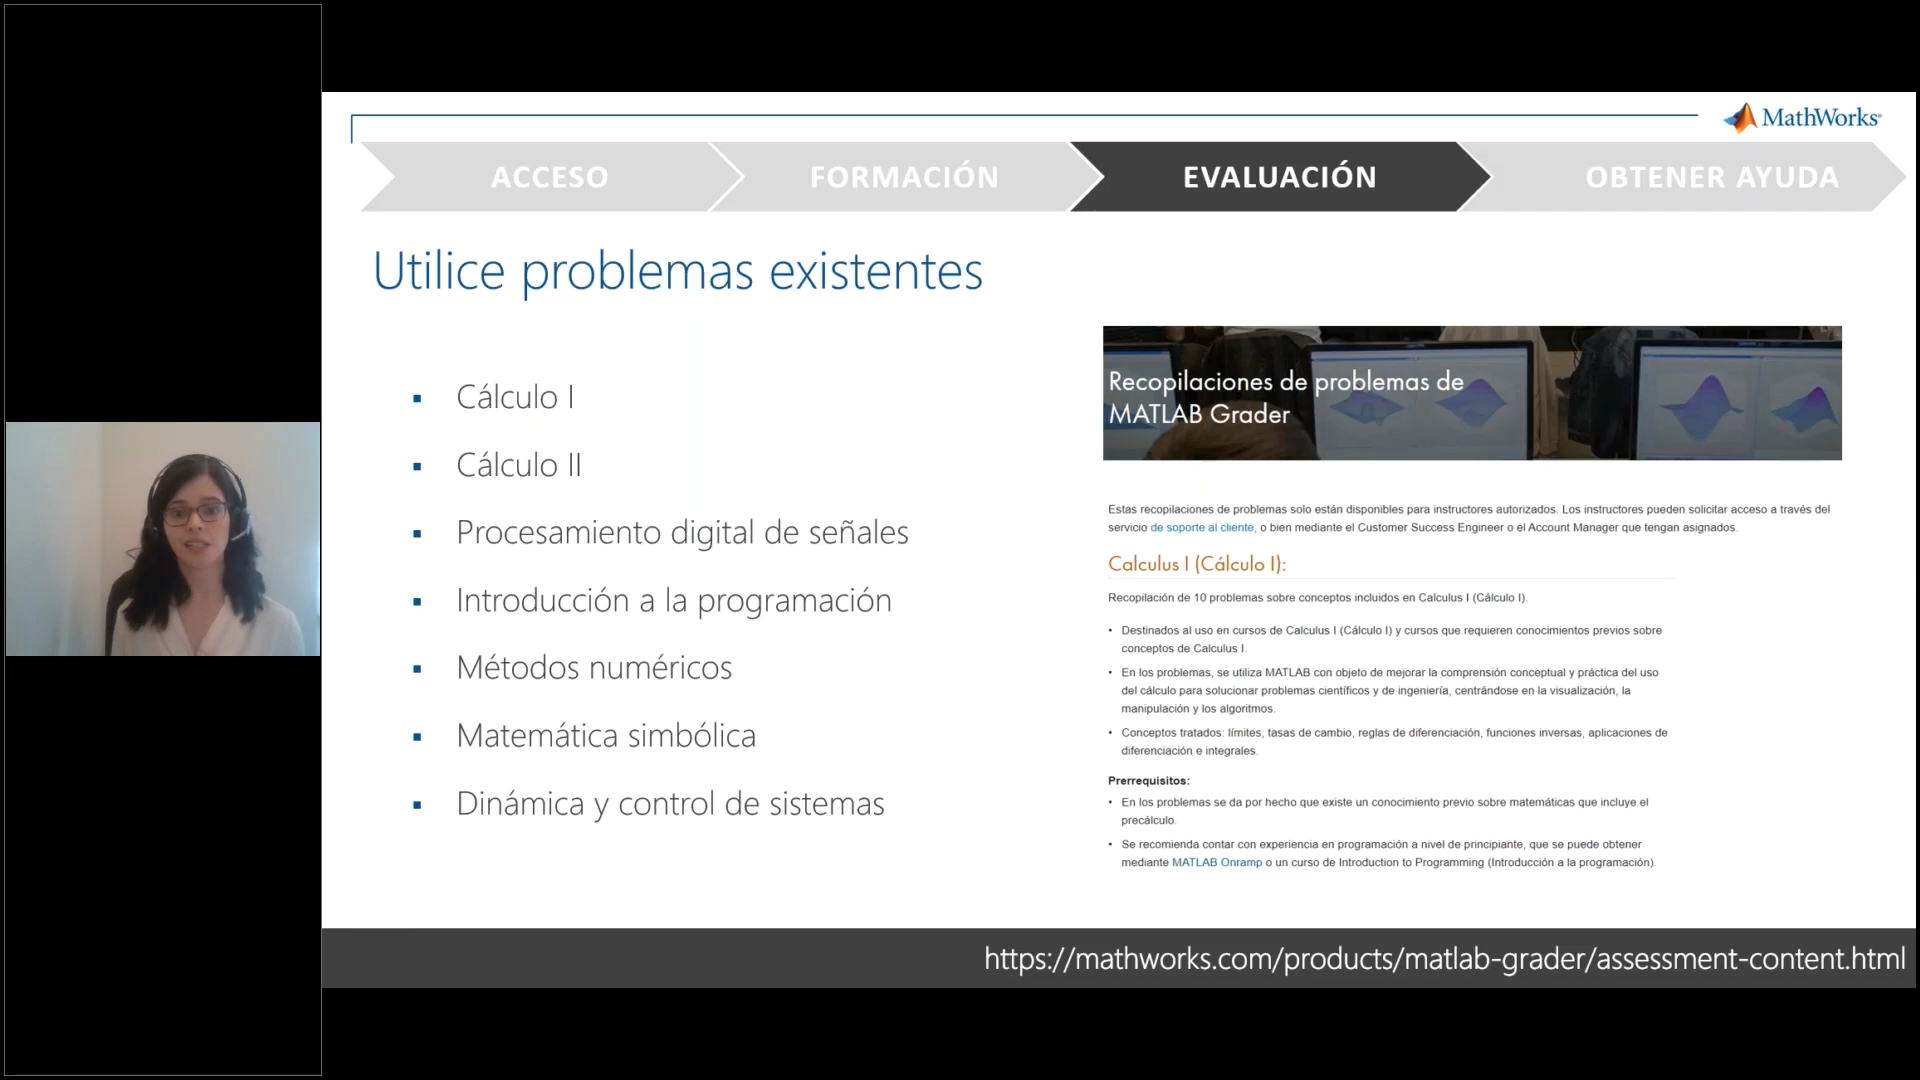 MathWorks®
ACCESO
FORMACIÓN
EVALUACIÓN
OBTENER AYUDA
Utilice problemas existentes
▪ Cálculo I
▪ Cálculo II
▪ Procesamiento digital de señales
▪ Introducción a la programación
▪ Métodos numéricos
▪ Matemática simbólica
▪ Dinámica y control de sistemas
Recopilaciones de problemas de
MATLAB Grader
Estas recopilaciones de problemas solo están disponibles para instructores autorizados. Los instructores pueden solicitar acceso a través del
servicio de soporte al cliente, o bien mediante el Customer Success Engineer o el Account Manager que tengan asignados.
Calculus I (Cálculo I):
Recopilación de 10 problemas sobre conceptos incluidos en Calculus I (Cálculo I).
• Destinados al uso en cursos de Calculus I (Cálculo I) y cursos que requieren conocimientos previos sobre
conceptos de Calculus I.
• En los problemas, se utiliza MATLAB con objeto de mejorar la comprensión conceptual y práctica del uso
del cálculo para solucionar problemas científicos y de ingeniería, centrándose en la visualización, la
manipulación y los algoritmos.
• Conceptos tratados: límites, tasas de cambio, reglas de diferenciación, funciones inversas, aplicaciones de
diferenciación e integrales.
Prerrequisitos:
• En los problemas se da por hecho que existe un conocimiento previo sobre matemáticas que incluye el
precálculo.
• Se recomienda contar con experiencia en programación a nivel de principiante, que se puede obtener
mediante MATLAB Onramp o un curso de Introduction to Programming (Introducción a la programación).
https://mathworks.com/products/matlab-grader/assessment-content.html